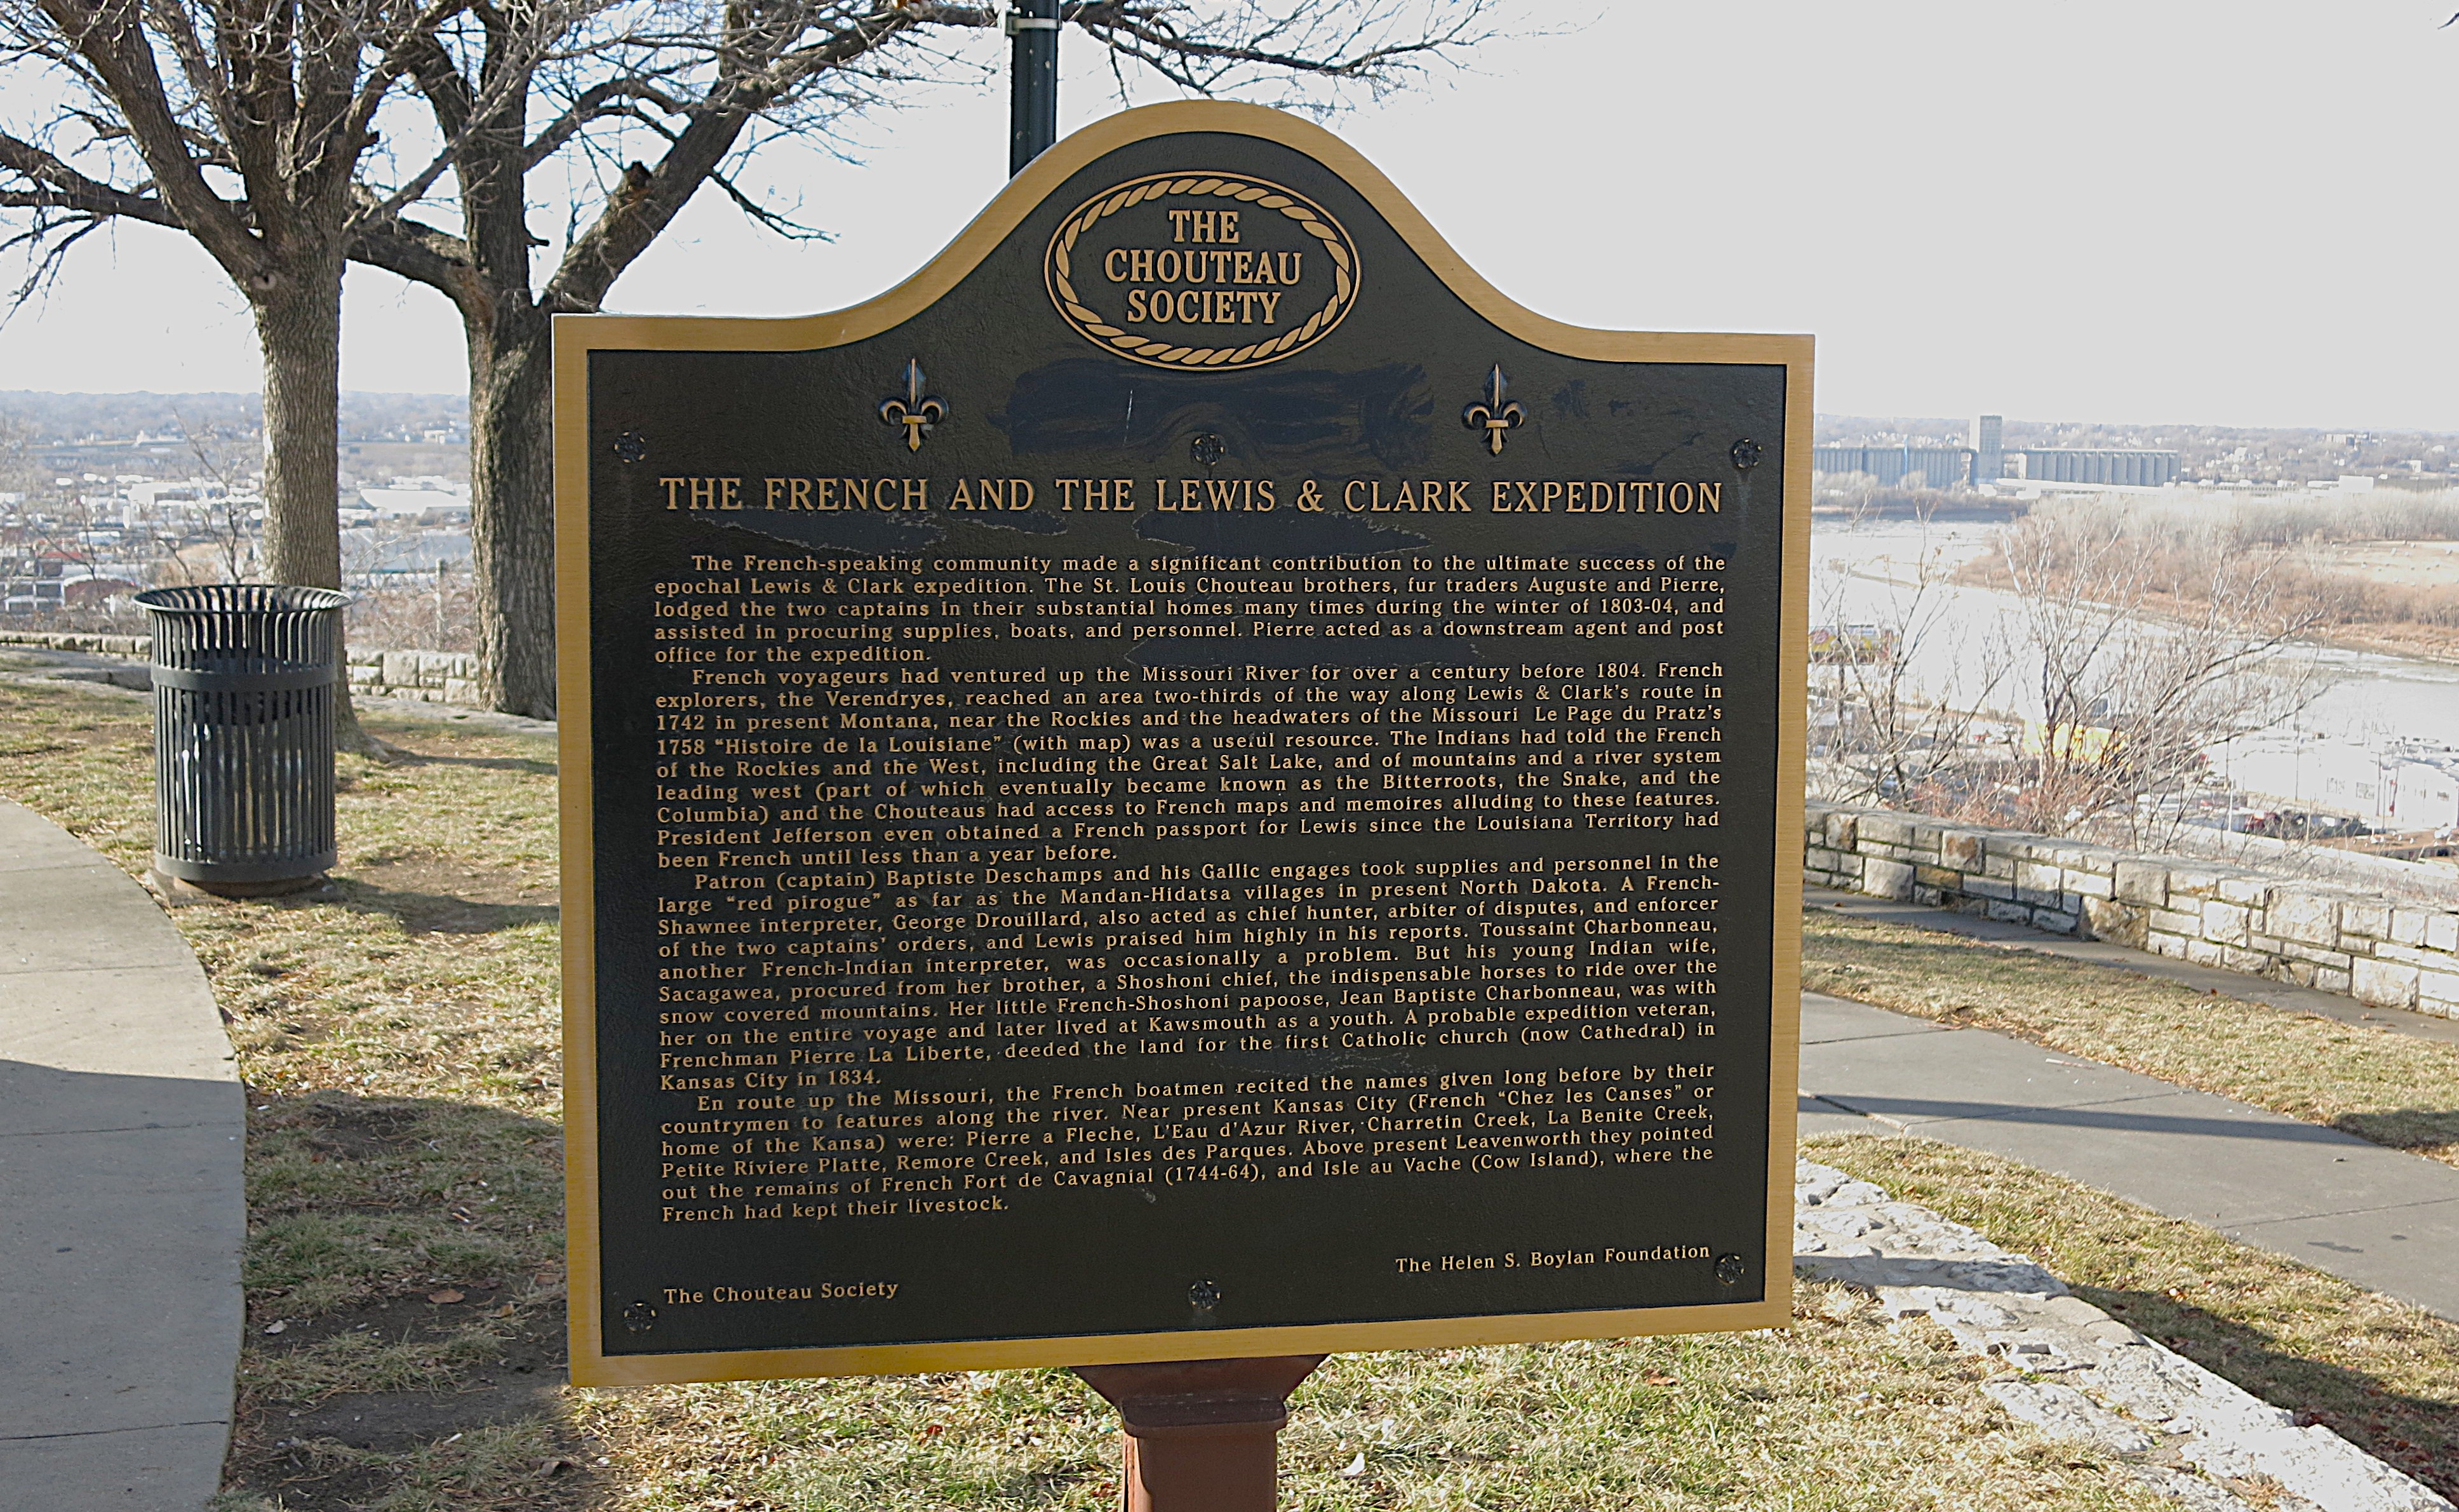 THE
CHOUTEAU
SOCIETY
THE FRENCH AND THE LEWIS & CLARK EXPEDITION
The French-speaking community made a significant contribution to the ultimate success of the
epochal Lewis & Clark expedition. The St. Louis Chouteau brothers, fur traders Auguste and Pierre,
lodged the two captains in their substantial homes many times during the winter of 1803-04, and
assisted in procuring supplies, boats, and personnel. Pierre acted as a downstream agent and post
office for the expedition.
French voyageurs had ventured up the Missouri River for over a century before 1804. French
explorers, the Verendryes, reached an area two-thirds of the way along Lewis & Clark's route in
1742 in present Montana, near the Rockies and the headwaters of the Missouri Le Page du Pratz's
1758 "Histoire de la Louisiane" (with map) was a useful resource. The Indians had told the French
of the Rockies and the West, including the Great Salt Lake, and of mountains and a river system
leading west (part of which eventually became known as the Bitterroots, the Snake, and the
Columbia) and the Chouteaus had access to French maps and memoires alluding to these features.
President Jefferson even obtained a French passport for Lewis since the Louisiana Territory had
been French until less than a year before.
Patron (captain) Baptiste Deschamps and his Gallic engages took supplies and personnel in the
large "red pirogue" as far as the Mandan-Hidatsa villages in present North Dakota. A French-
Shawnee interpreter, George Drouillard, also acted as chief hunter, arbiter of disputes, and enforcer
of the two captains' orders, and Lewis praised him highly in his reports. Toussaint Charbonneau,
another French-Indian interpreter, was occasionally a problem. But his young Indian wife,
Sacagawea, procured from her brother, a Shoshoni chief, the indispensable horses to ride over the
snow covered mountains. Her little French-Shoshoni papoose, Jean Baptiste Charbonneau, was with
her on the entire voyage and later lived at Kawsmouth as a youth. A probable expedition veteran,
Frenchman Pierre La Liberte, deeded the land for the first Catholic church (now Cathedral) in
Kansas City in 1834.
En route up the Missouri, the French boatmen recited the names given long before by their
countrymen to features along the river. Near present Kansas City (French "Chez les Canses" or
home of the Kansa) were: Pierre a Fleche, L'Eau d'Azur River, Charretin Creek, La Benite Creek,
Petite Riviere Platte, Remore Creek, and Isles des Parques. Above present Leavenworth they pointed
out the remains of French Fort de Cavagnial (1744-64), and Isle au Vache (Cow Island), where the
French had kept their livestock.
The Helen S. Boylan Foundation
The Chouteau Society